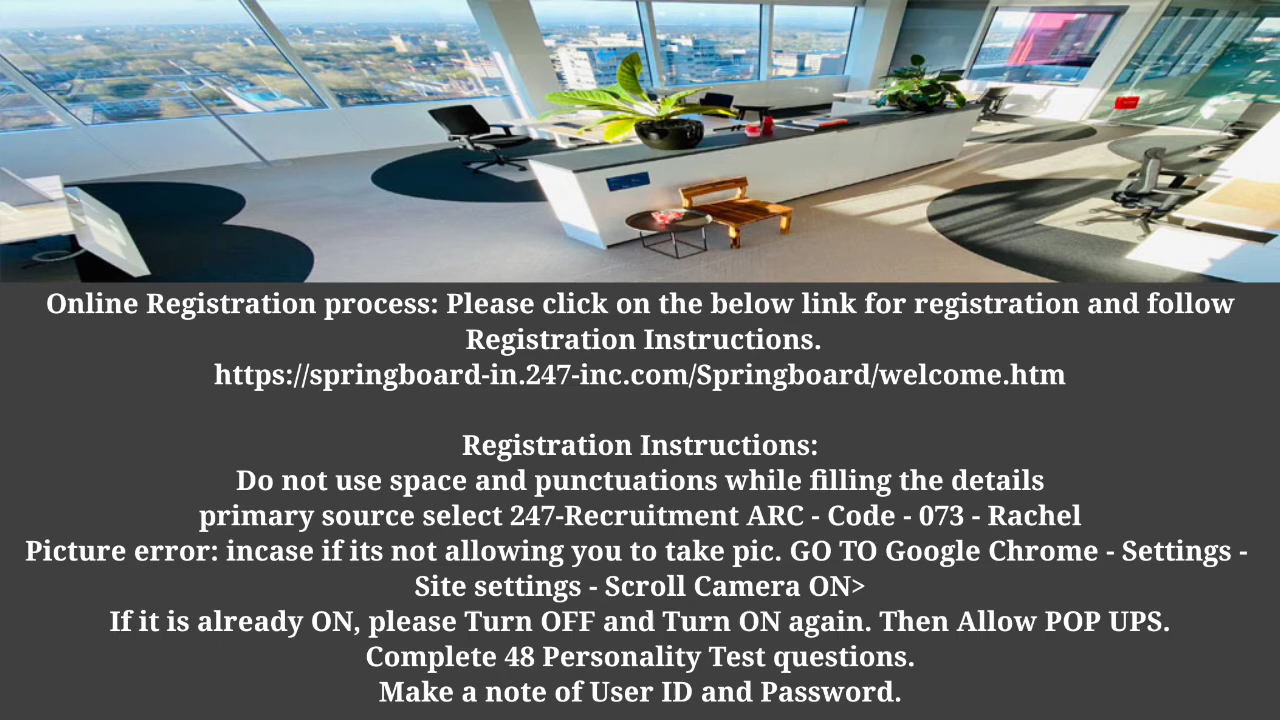 Online Registration process: Please click on the below link for registration and follow
Registration Instructions.
https://springboard-in.247-inc.com/Springboard/welcome.htm
Registration Instructions:
Do not use space and punctuations while filling the details
primary source select 247-Recruitment ARC - Code - 073 - Rachel
Picture error: incase if its not allowing you to take pic. GO TO Google Chrome - Settings -
Site settings - Scroll Camera ON>
If it is already ON, please Turn OFF and Turn ON again. Then Allow POP UPS.
Complete 48 Personality Test questions.
Make a note of User ID and Password.